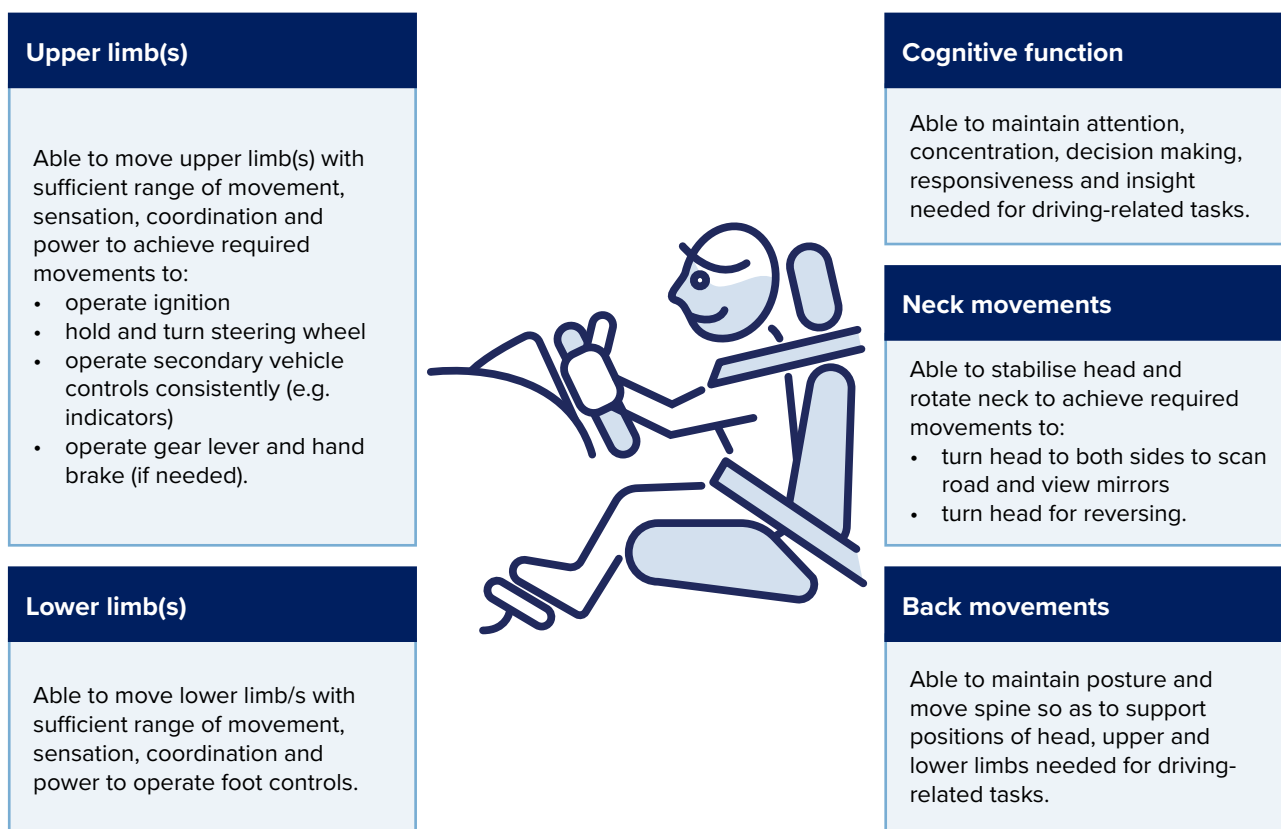 Upper limb(s)
Able to move upper limb(s) with
sufficient range of movement,
sensation, coordination and
power to achieve required
movements to:
• operate ignition
• hold and turn steering wheel
• operate secondary vehicle
controls consistently (e.g.
indicators)
• operate gear lever and hand
brake (if needed).
Lower limb(s)
Able to move lower limb/s with
sufficient range of movement,
sensation, coordination and
power to operate foot controls.
Cognitive function
Able to maintain attention,
concentration, decision making,
responsiveness and insight
needed for driving-related tasks.
Neck movements
Able to stabilise head and
rotate neck to achieve required
movements to:
• turn head to both sides to scan
road and view mirrors
• turn head for reversing.
Back movements
Able to maintain posture and
move spine so as to support
positions of head, upper and
lower limbs needed for driving-
related tasks.